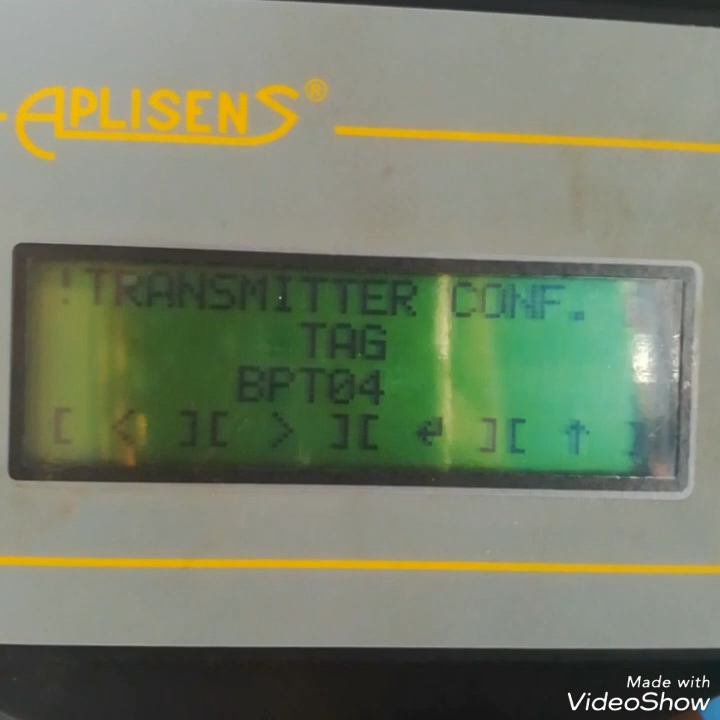 APLISENS®
!TRANSMITTER CONF.
TAG
BPT04
[ < ][ > ][ ↵ ][ ↑ ]
Made with
VideoShow